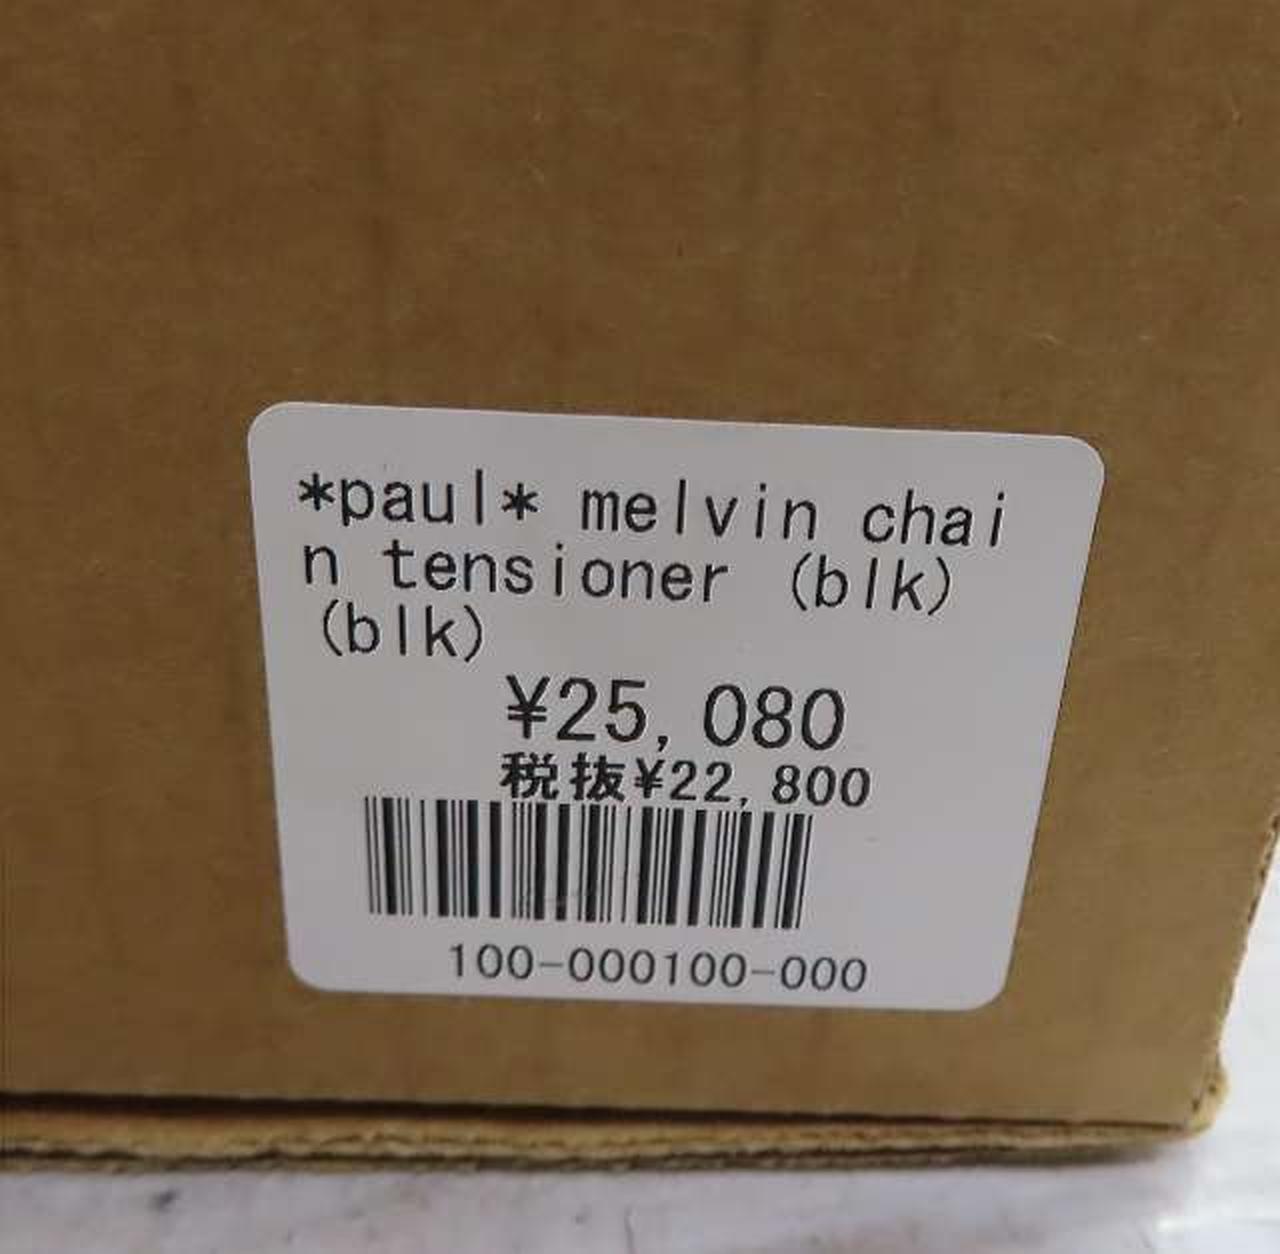 *paul* melvin chai
n tensioner (blk)
(blk)
¥25,080
税抜¥22,800
100-000100-000